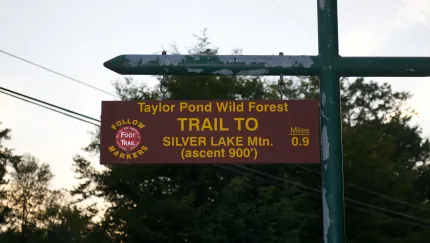 Taylor Pond Wild Forest
TRAIL TO
SILVER LAKE Mtn.
(ascent 900')
Miles
0.9
FOLLOW
FOOT
TRAIL
MARKERS